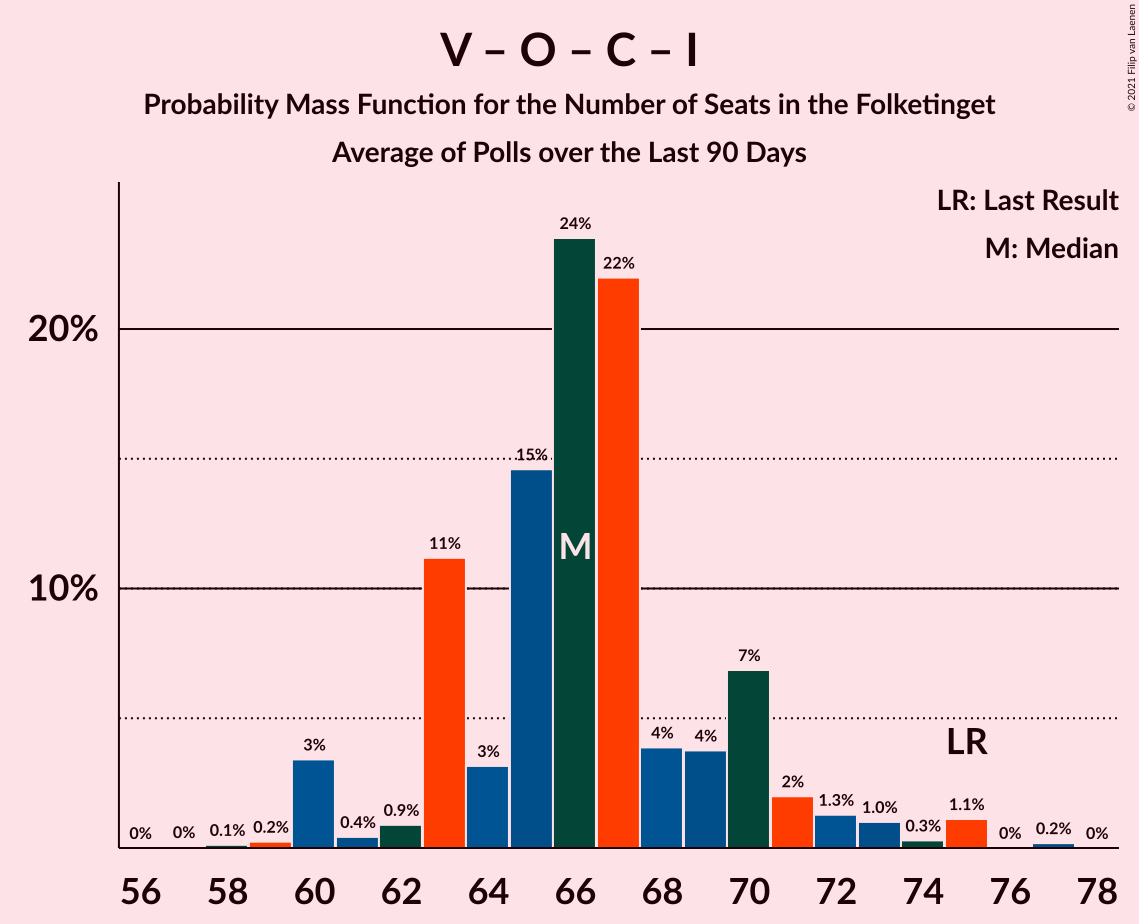 V – O – C – I
Probability Mass Function for the Number of Seats in the Folketinget
Average of Polls over the Last 90 Days
© 2021 Filip van Laenen
LR: Last Result
M: Median
20%
10%
0%
0%
0.1%
0.2%
3%
0.4%
0.9%
11%
3%
15%
24%
22%
4%
4%
7%
2%
1.3%
1.0%
0.3%
1.1%
0%
0.2%
0%
M
LR
56 58 60 62 64 66 68 70 72 74 76 78